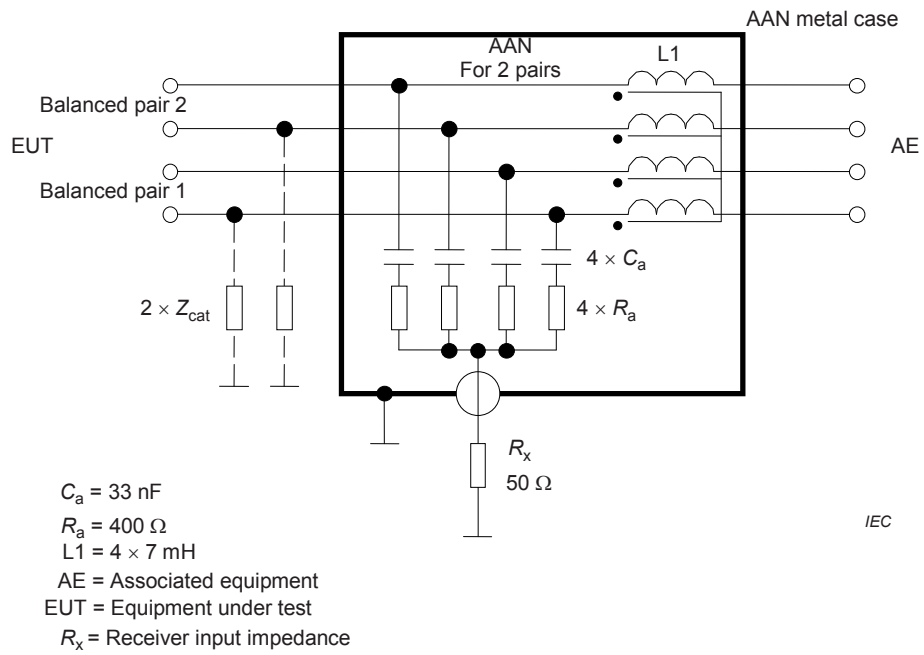 AAN metal case
AAN
For 2 pairs
L1
Balanced pair 2
EUT
AE
Balanced pair 1
4 × Ca
2 × Zcat
4 × Ra
Rx
50 Ω
Ca = 33 nF
Ra = 400 Ω
L1 = 4 × 7 mH
AE = Associated equipment
EUT = Equipment under test
Rx = Receiver input impedance
IEC